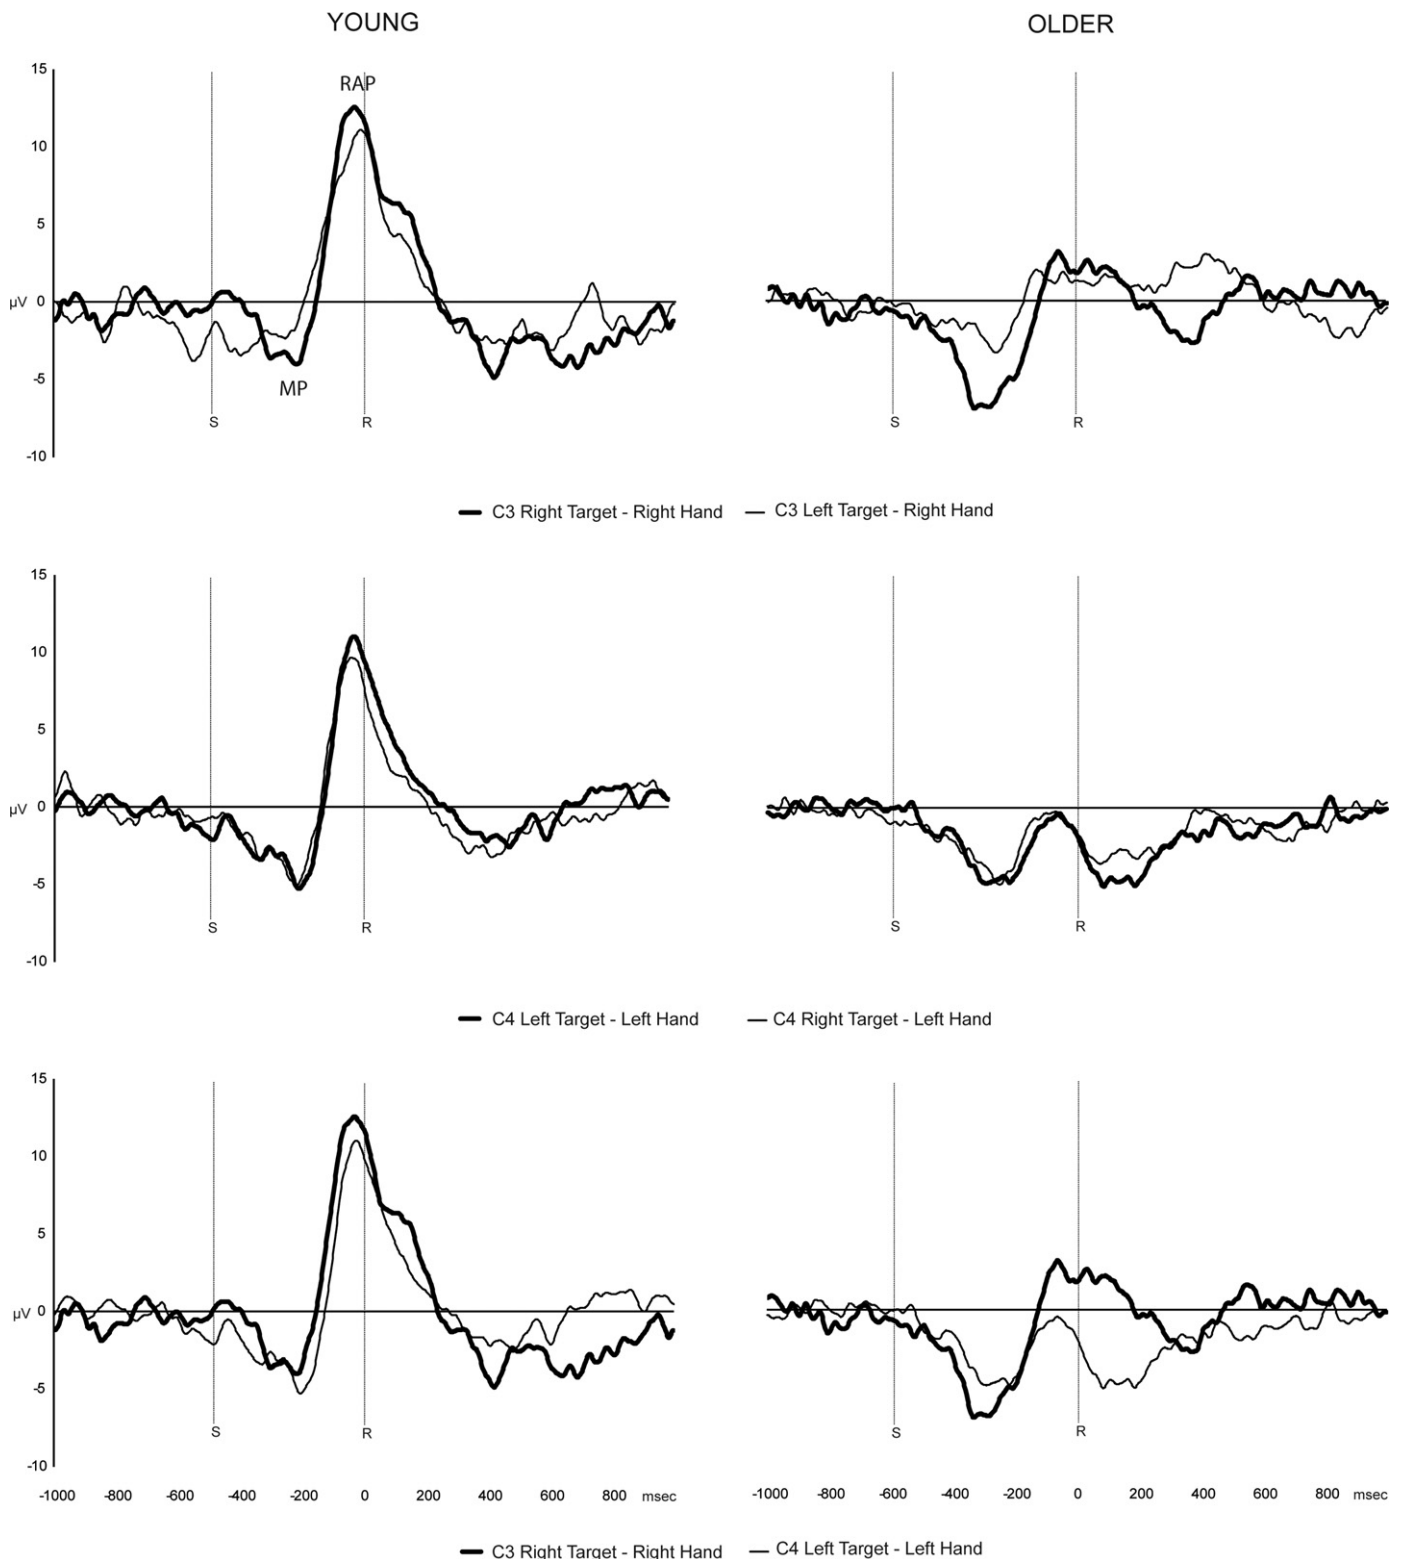 YOUNG OLDER
15
RAP
10
5
µV 0
-5
MP
S R S R
-10
C3 Right Target - Right Hand C3 Left Target - Right Hand
15
10
5
µV 0
-5
S R S R
-10
C4 Left Target - Left Hand C4 Right Target - Left Hand
15
10
5
µV 0
-5
S R S R
-10
-1000 -800 -600 -400 -200 0 200 400 600 800 msec -1000 -800 -600 -400 -200 0 200 400 600 800 msec
C3 Right Target - Right Hand C4 Left Target - Left Hand